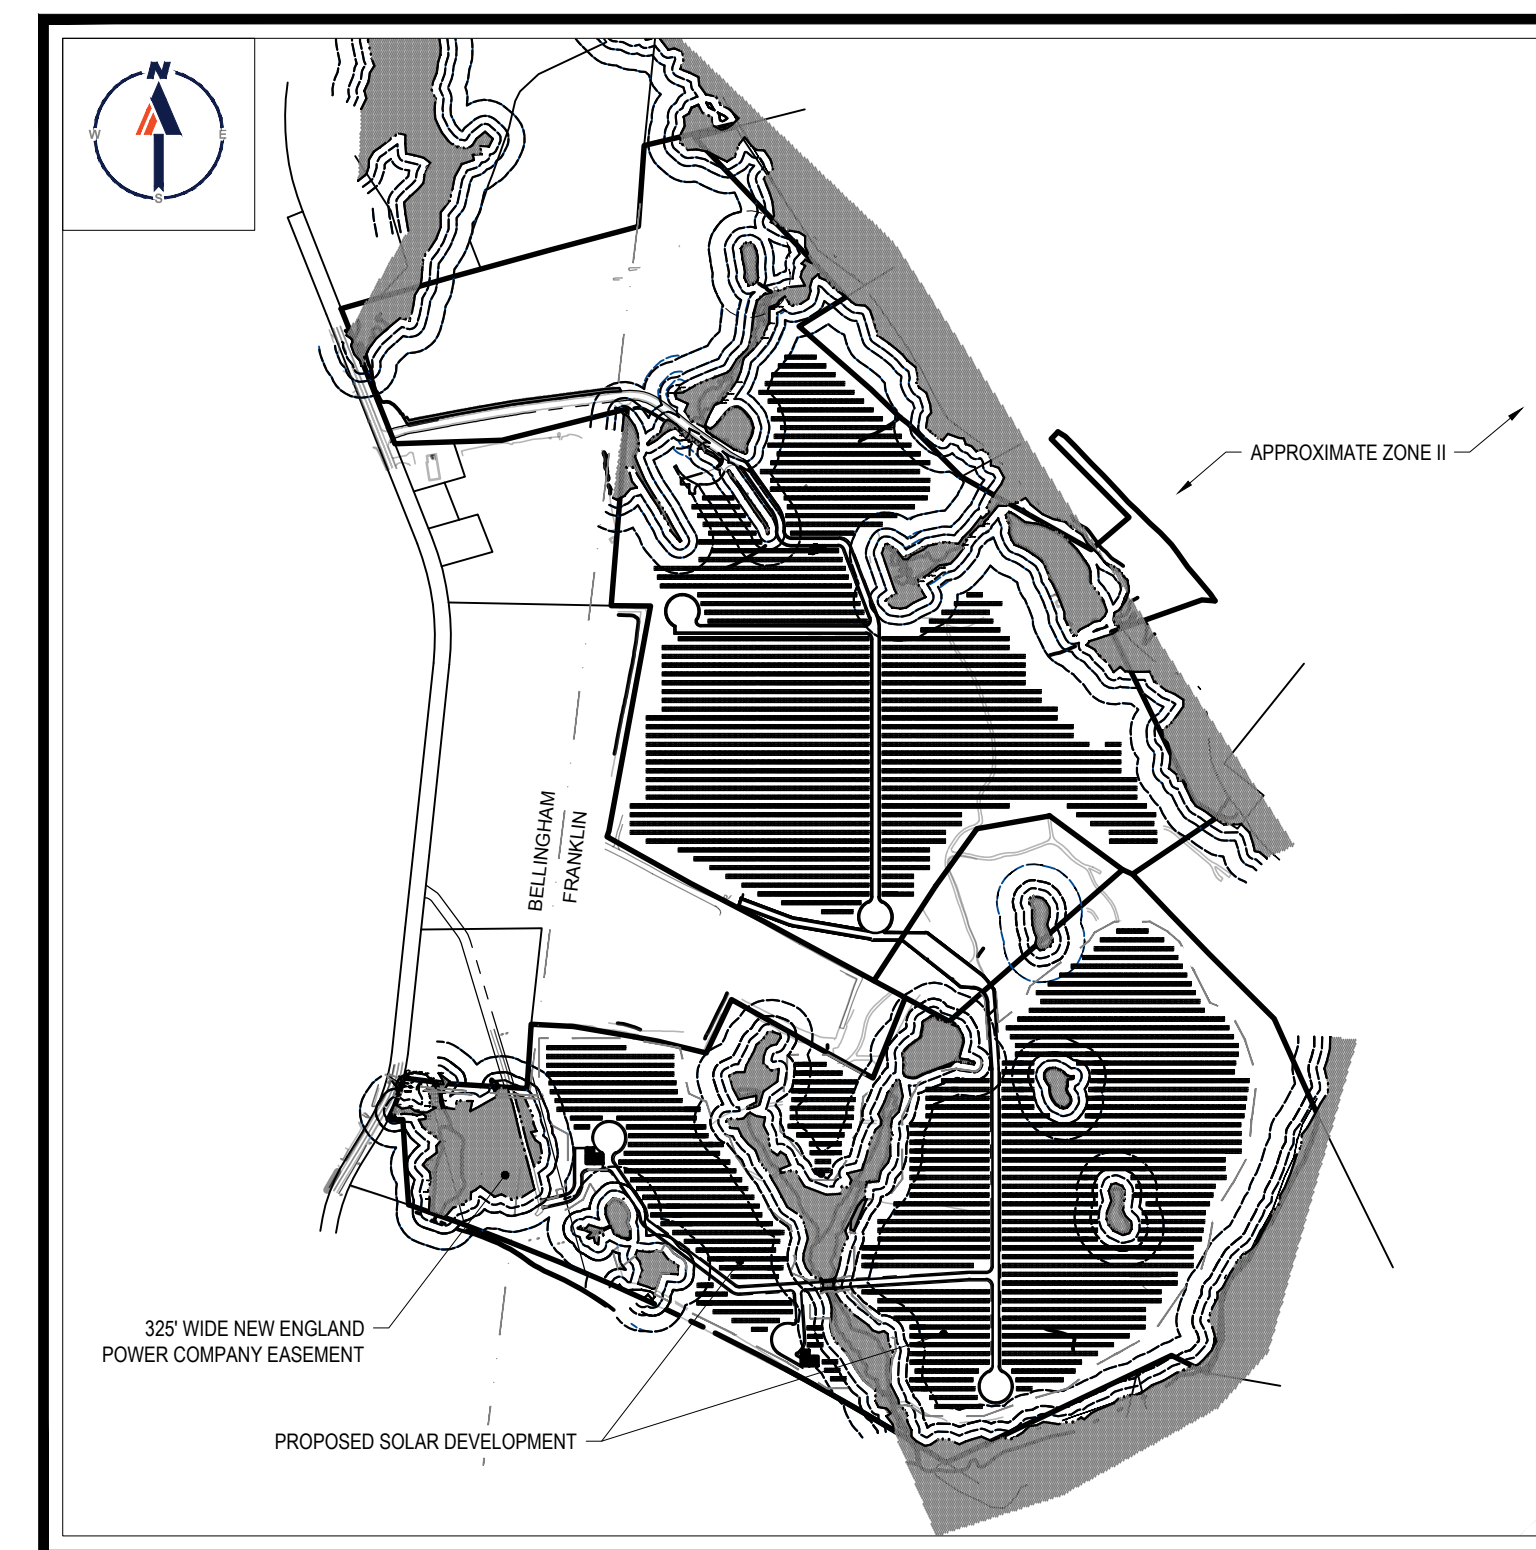 N
W
E
S
APPROXIMATE ZONE II
BELLINGHAM
FRANKLIN
325' WIDE NEW ENGLAND
POWER COMPANY EASEMENT
PROPOSED SOLAR DEVELOPMENT